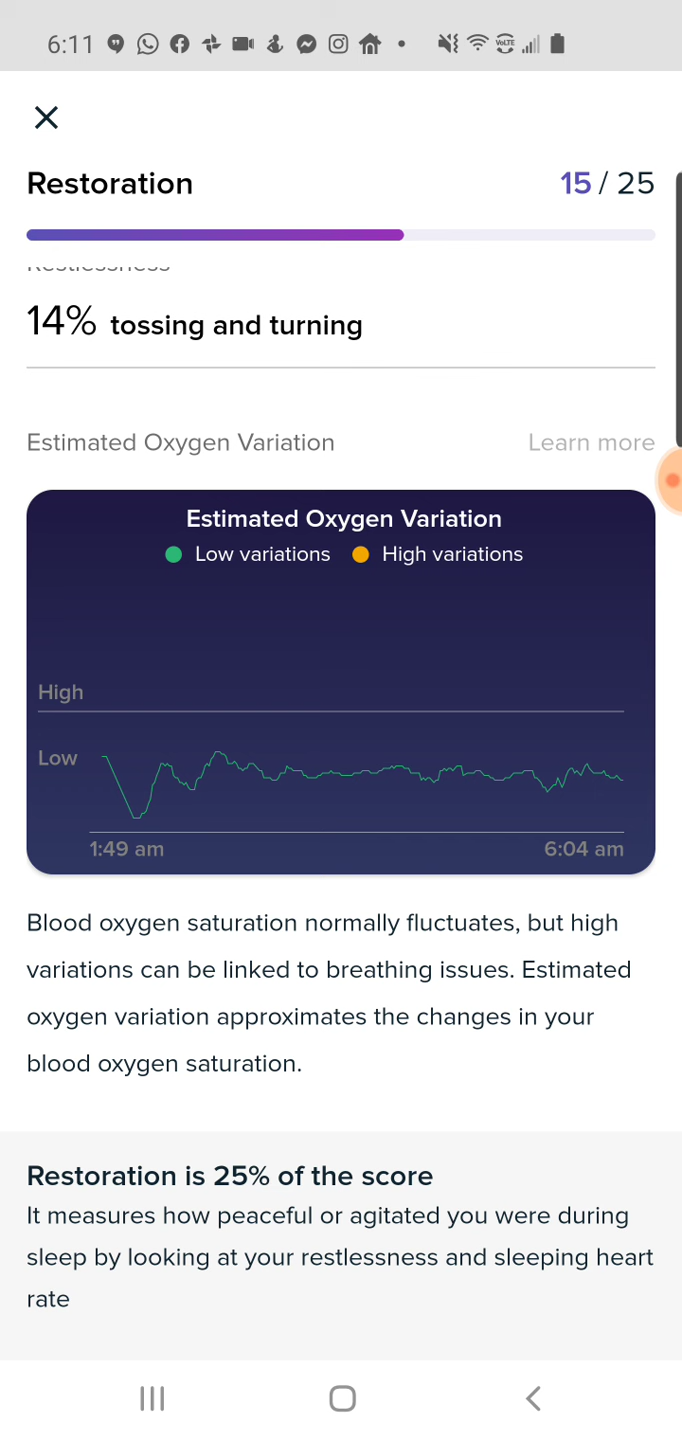 6:11
VoLTE
Restoration 15 / 25
Restlessness
14% tossing and turning
Estimated Oxygen Variation Learn more
Estimated Oxygen Variation
Low variations High variations
High
Low
1:49 am 6:04 am
Blood oxygen saturation normally fluctuates, but high
variations can be linked to breathing issues. Estimated
oxygen variation approximates the changes in your
blood oxygen saturation.
Restoration is 25% of the score
It measures how peaceful or agitated you were during
sleep by looking at your restlessness and sleeping heart
rate